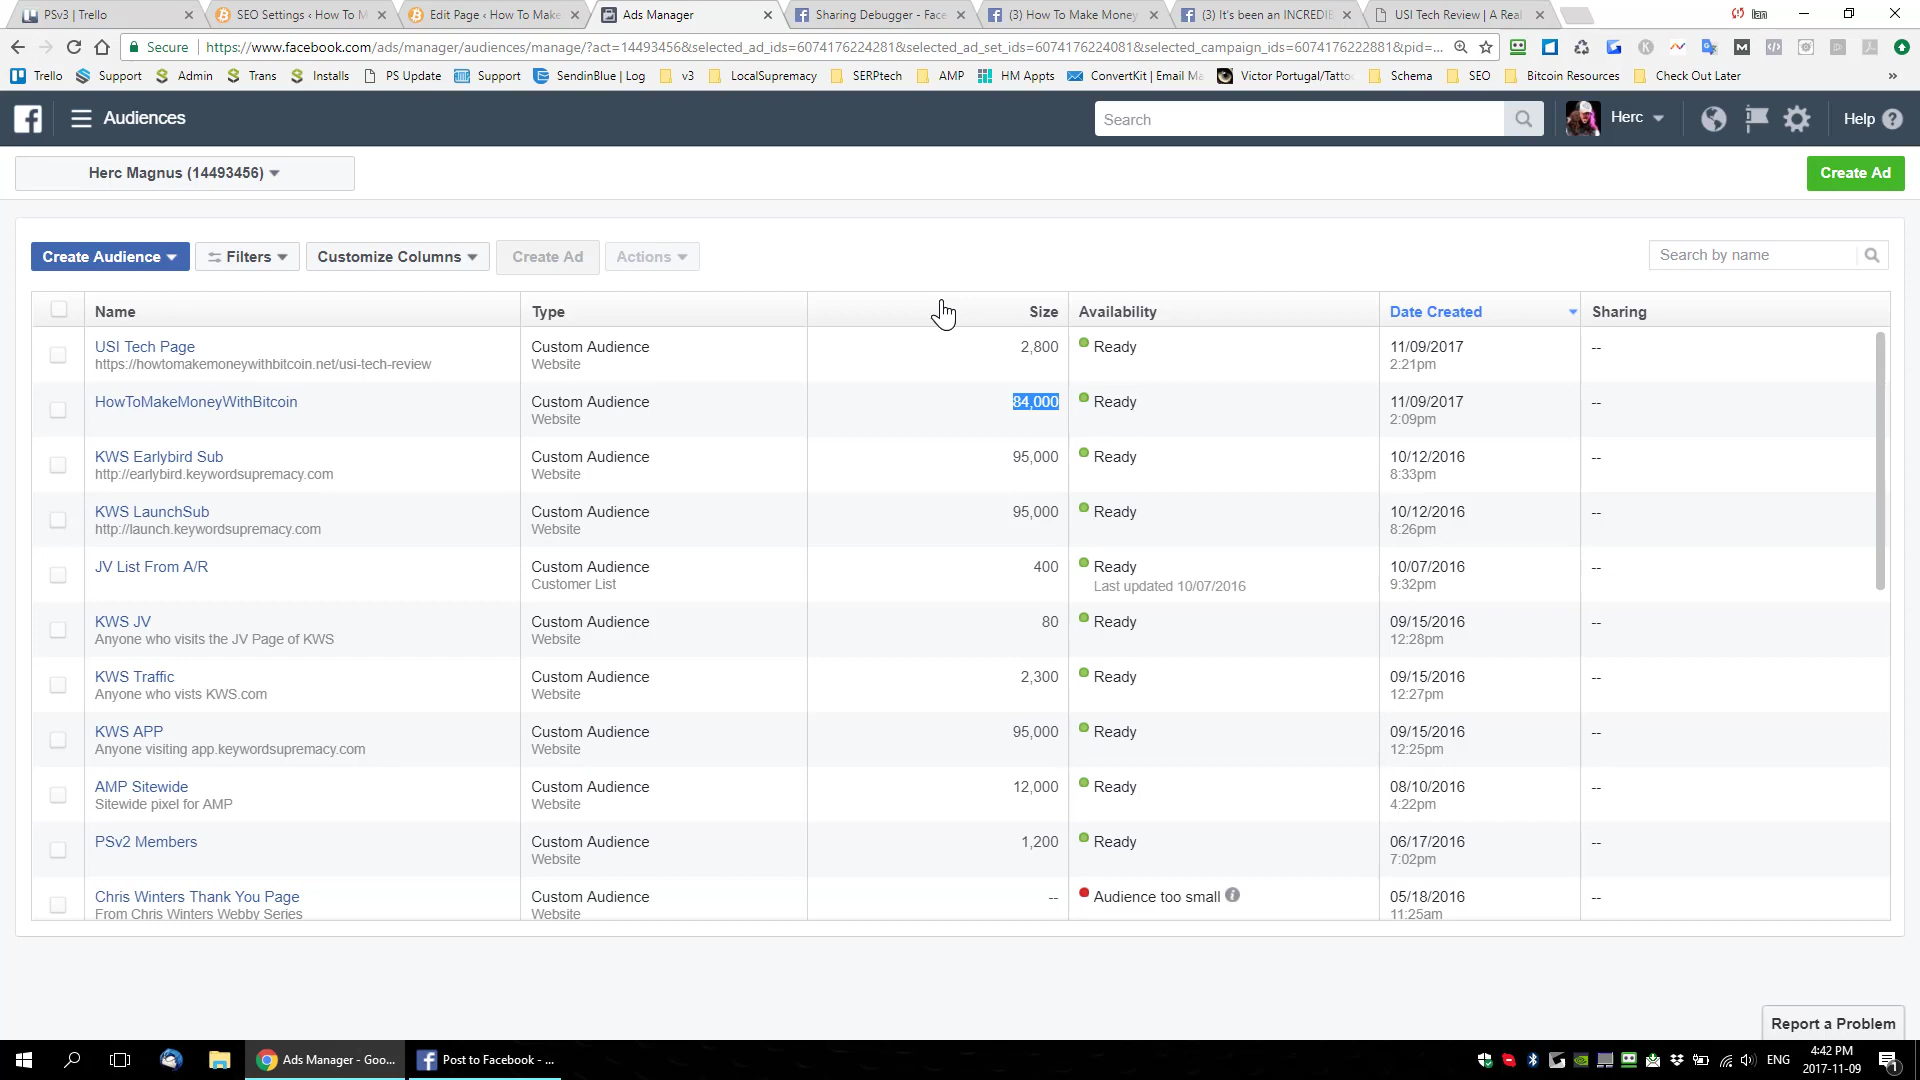 PSv3 | Trello
SEO Settings ‹ How To M
Edit Page ‹ How To Make
Ads Manager
Sharing Debugger - Face
(3) How To Make Money
(3) It's been an INCREDIE
USI Tech Review | A Real
Ian
Secure
https://www.facebook.com/ads/manager/audiences/manage/?act=14493456&selected_ad_ids=6074176224281&selected_ad_set_ids=6074176224081&selected_campaign_ids=6074176222881&pid=...
Trello
Support
Admin
Trans
Installs
PS Update
Support
SendinBlue | Log
v3
LocalSupremacy
SERPtech
AMP
HM Appts
ConvertKit | Email Ma
Victor Portugal/Tattoo
Schema
SEO
Bitcoin Resources
Check Out Later
»
Audiences
Search
Herc
Help
Herc Magnus (14493456)
Create Ad
Create Audience
Filters
Customize Columns
Create Ad
Actions
Search by name
Name Type Size Availability Date Created Sharing
USI Tech Page Custom Audience 2,800 Ready 11/09/2017 --
https://howtomakemoneywithbitcoin.net/usi-tech-review Website 2:21pm
HowToMakeMoneyWithBitcoin Custom Audience 84,000 Ready 11/09/2017 --
Website 2:09pm
KWS Earlybird Sub Custom Audience 95,000 Ready 10/12/2016 --
http://earlybird.keywordsupremacy.com Website 8:33pm
KWS LaunchSub Custom Audience 95,000 Ready 10/12/2016 --
http://launch.keywordsupremacy.com Website 8:26pm
JV List From A/R Custom Audience 400 Ready 10/07/2016 --
Customer List Last updated 10/07/2016 9:32pm
KWS JV Custom Audience 80 Ready 09/15/2016 --
Anyone who visits the JV Page of KWS Website 12:28pm
KWS Traffic Custom Audience 2,300 Ready 09/15/2016 --
Anyone who vists KWS.com Website 12:27pm
KWS APP Custom Audience 95,000 Ready 09/15/2016 --
Anyone visiting app.keywordsupremacy.com Website 12:25pm
AMP Sitewide Custom Audience 12,000 Ready 08/10/2016 --
Sitewide pixel for AMP Website 4:22pm
PSv2 Members Custom Audience 1,200 Ready 06/17/2016 --
Website 7:02pm
Chris Winters Thank You Page Custom Audience -- Audience too small 05/18/2016 --
From Chris Winters Webby Series Website 11:25am
Report a Problem
Ads Manager - Goo...
Post to Facebook - ...
ENG
4:42 PM
2017-11-09
1